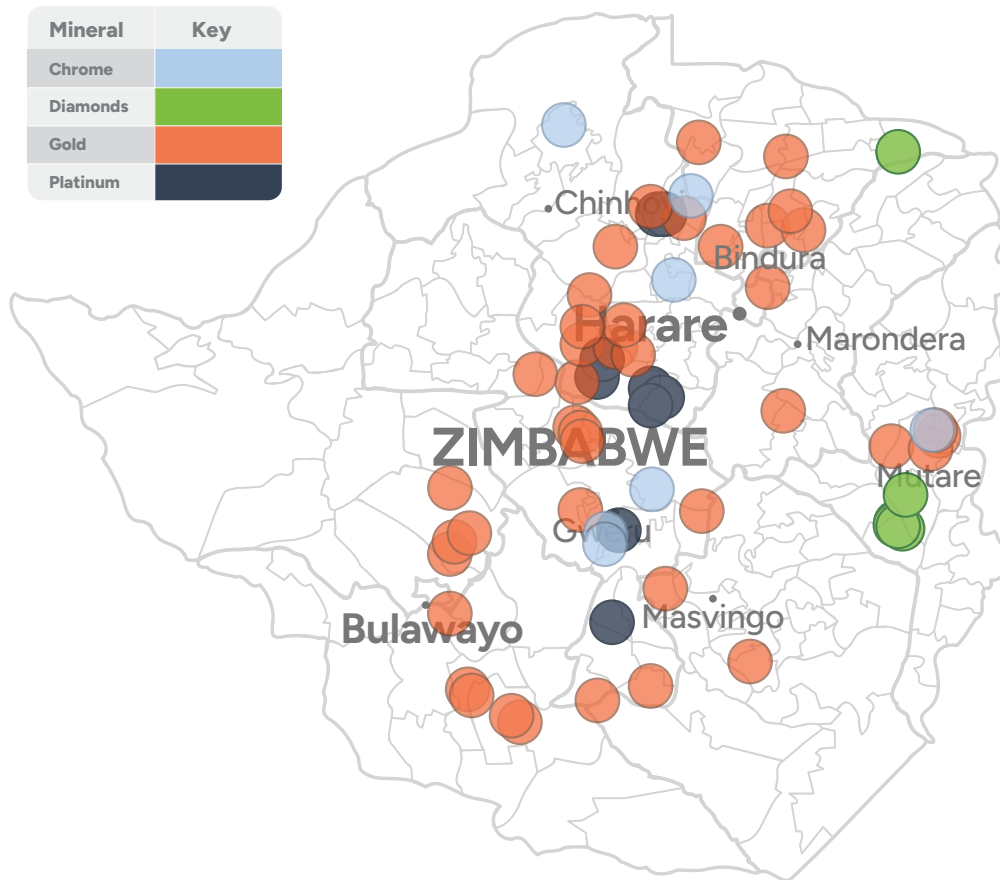 Mineral Key
Chrome
Diamonds
Gold
Platinum
Chinhoyi
Bindura
Harare
Marondera
ZIMBABWE
Mutare
Gweru
Masvingo
Bulawayo